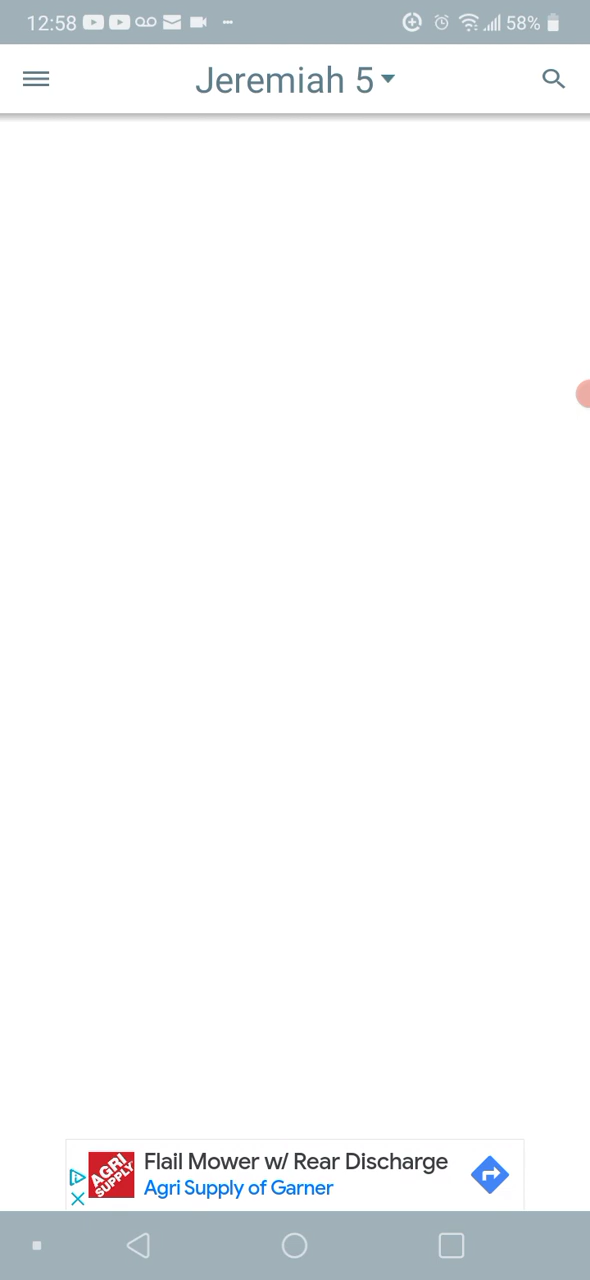 12:58 58%
Jeremiah 5
AGRI SUPPLY
Flail Mower w/ Rear Discharge
Agri Supply of Garner